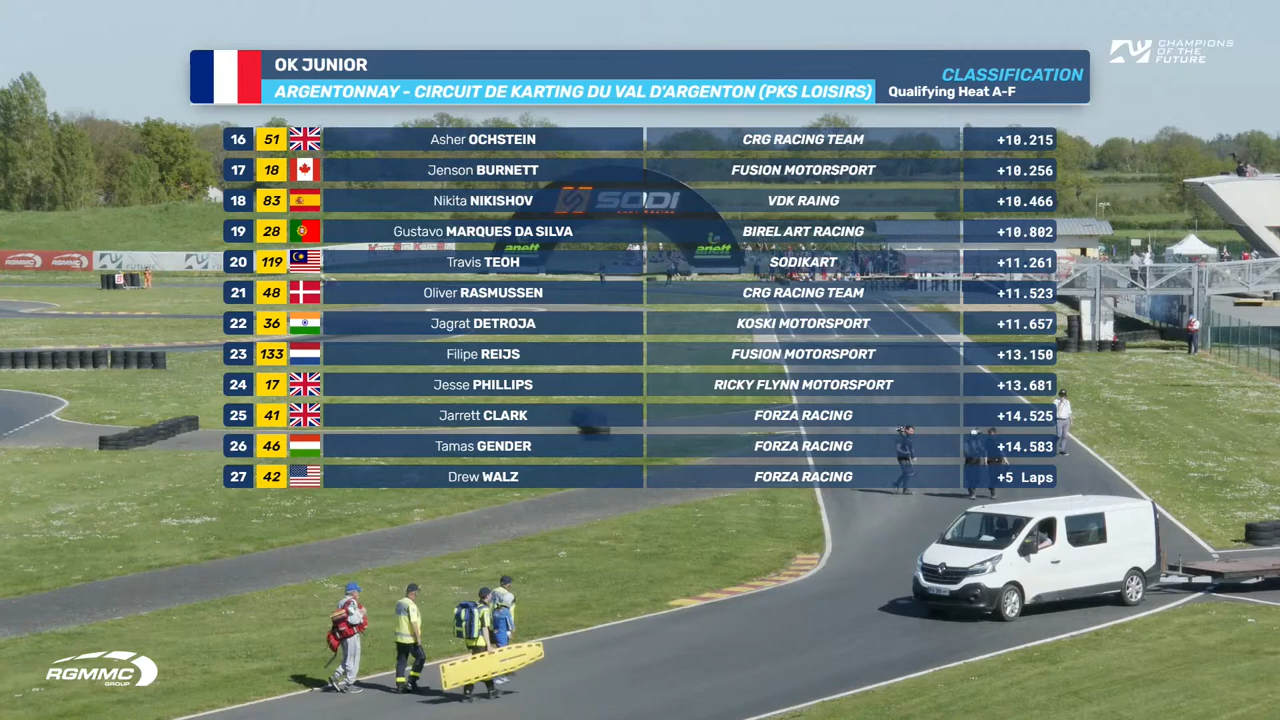 OK JUNIOR
ARGENTONNAY - CIRCUIT DE KARTING DU VAL D'ARGENTON (PKS LOISIRS)
CLASSIFICATION
Qualifying Heat A-F
CHAMPIONS
OF THE
FUTURE
16 51 Asher OCHSTEIN CRG RACING TEAM +10.215
17 18 Jenson BURNETT FUSION MOTORSPORT +10.256
18 83 Nikita NIKISHOV VDK RAING +10.466
19 28 Gustavo MARQUES DA SILVA BIREL ART RACING +10.802
20 119 Travis TEOH SODIKART +11.261
21 48 Oliver RASMUSSEN CRG RACING TEAM +11.523
22 36 Jagrat DETROJA KOSKI MOTORSPORT +11.657
23 133 Filipe REIJS FUSION MOTORSPORT +13.150
24 17 Jesse PHILLIPS RICKY FLYNN MOTORSPORT +13.681
25 41 Jarrett CLARK FORZA RACING +14.525
26 46 Tamas GENDER FORZA RACING +14.583
27 42 Drew WALZ FORZA RACING +5 Laps
SODI
anett
anett
RGMMC
GROUP